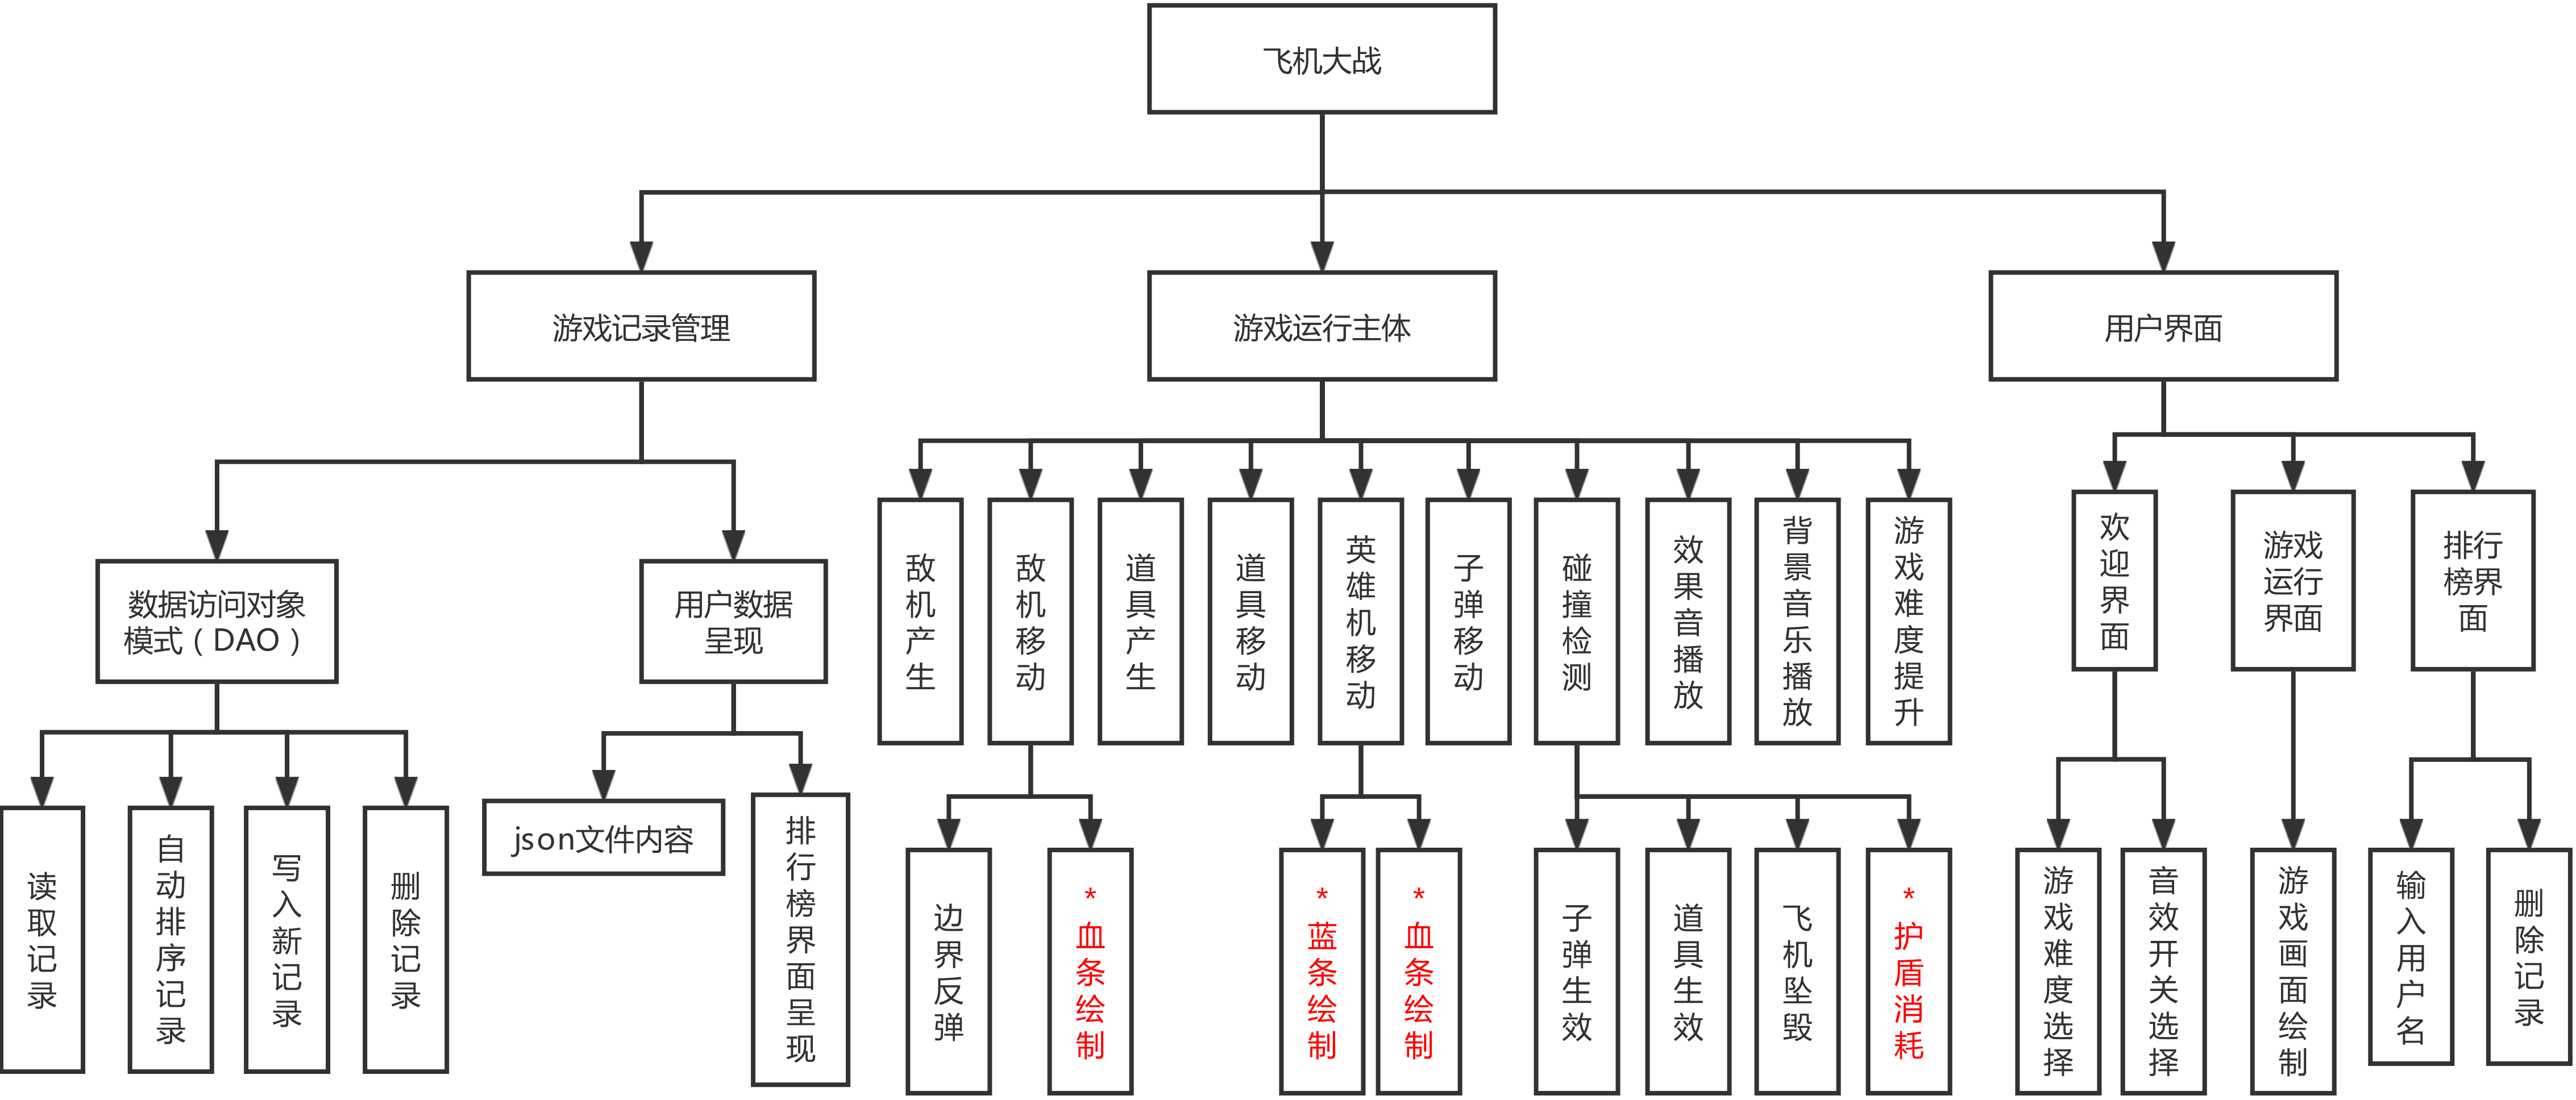 飞机大战
游戏记录管理
游戏运行主体
用户界面
数据访问对象
模式（DAO）
用户数据
呈现
敌机产生
敌机移动
道具产生
道具移动
英雄机移动
子弹移动
碰撞检测
效果音播放
背景音乐播放
游戏难度提升
欢迎界面
游戏
运行
界面
排行
榜界
面
读取记录
自动排序记录
写入新记录
删除记录
json文件内容
排行榜界面呈现
边界反弹
*血条绘制
*蓝条绘制
*血条绘制
子弹生效
道具生效
飞机坠毁
*护盾消耗
游戏难度选择
音效开关选择
游戏画面绘制
输入用户名
删除记录